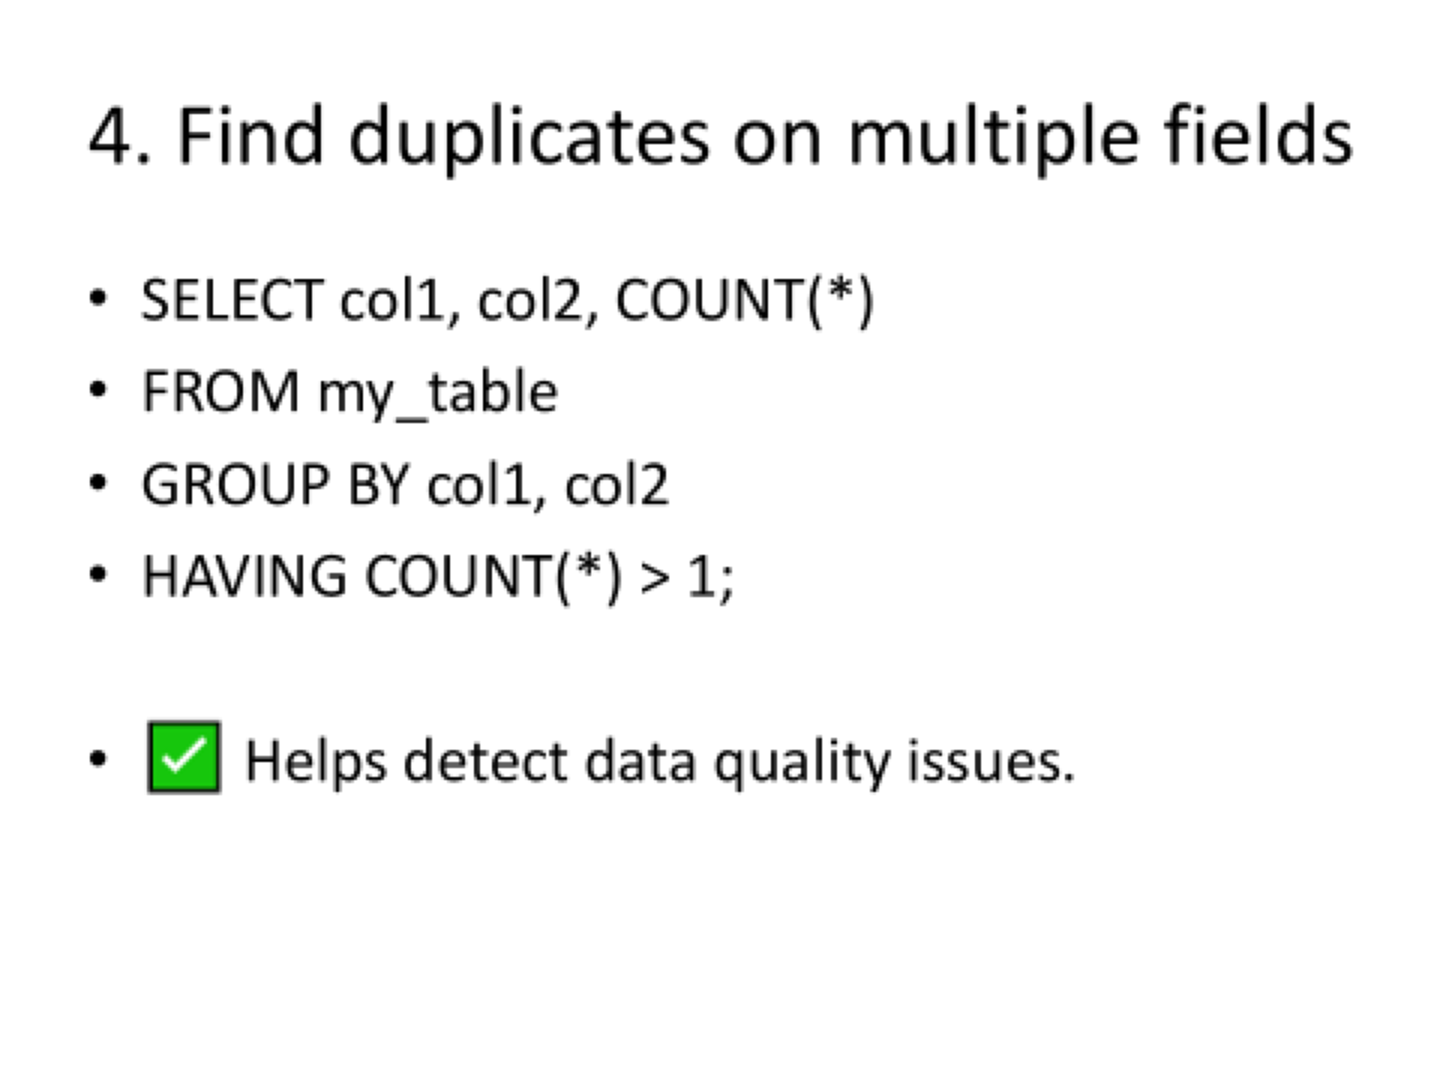 4. Find duplicates on multiple fields
• SELECT col1, col2, COUNT(*)
• FROM my_table
• GROUP BY col1, col2
• HAVING COUNT(*) > 1;
• ✅ Helps detect data quality issues.